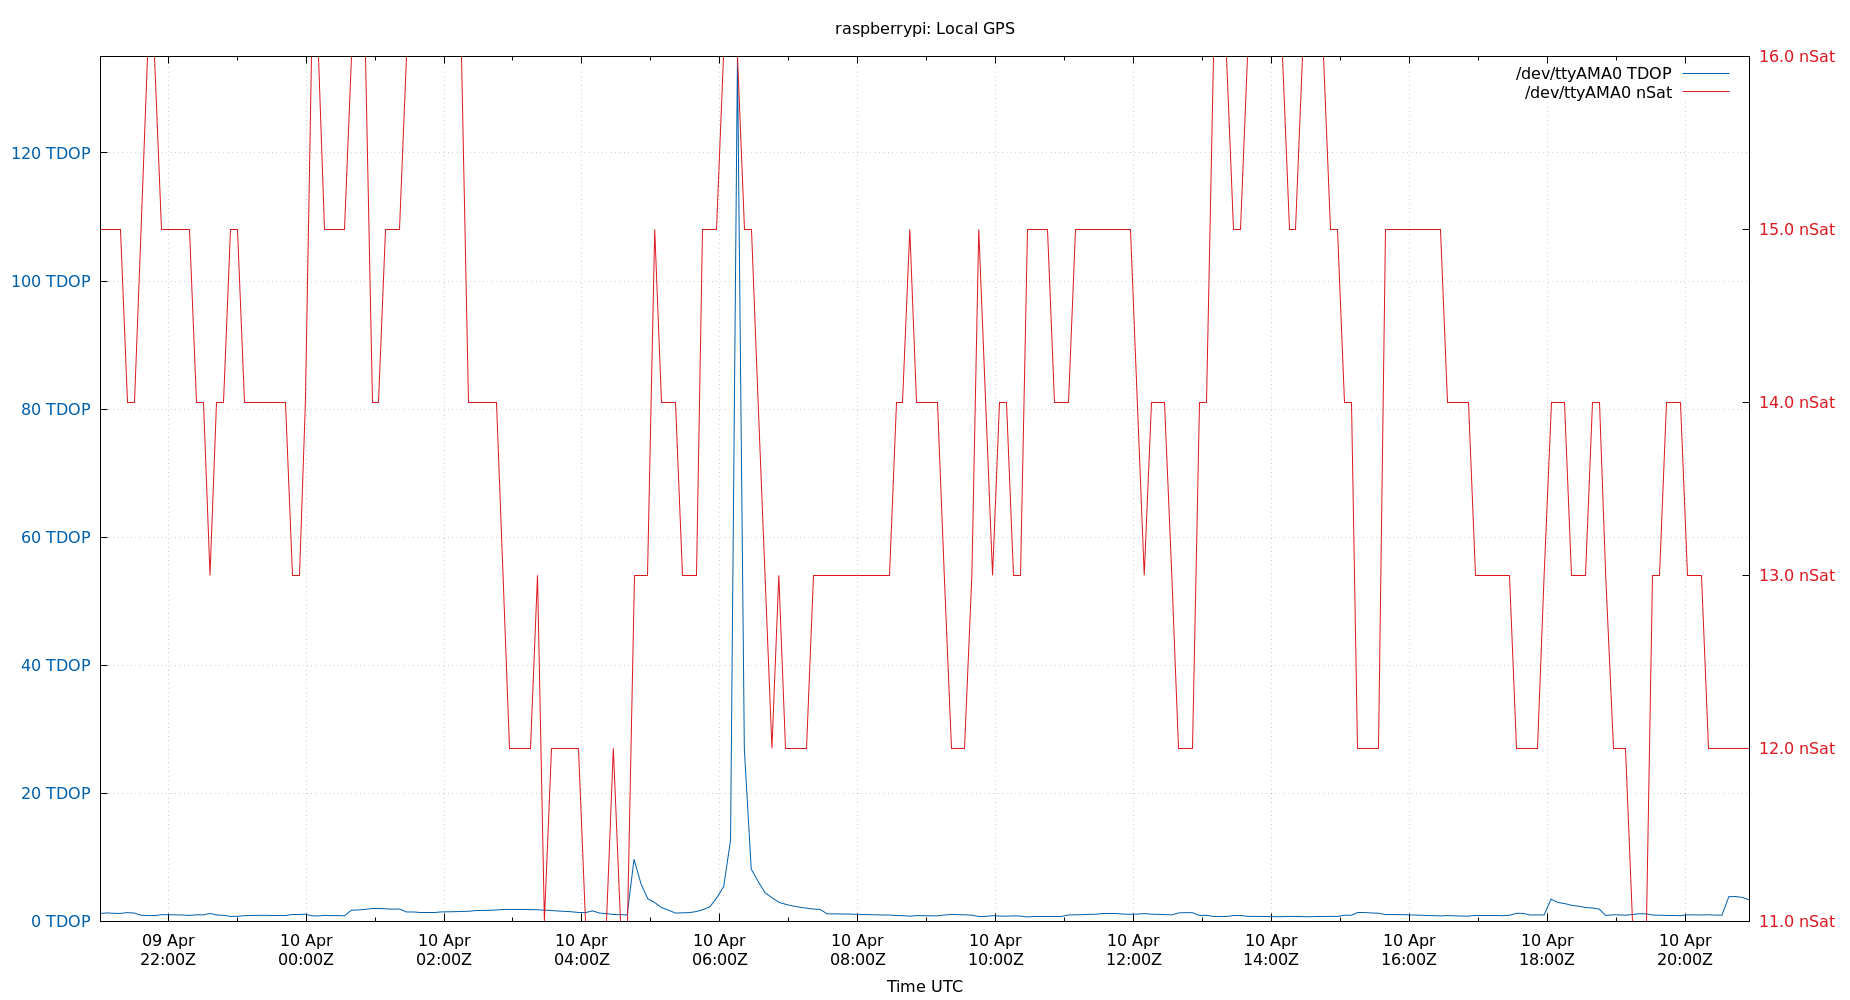 raspberrypi: Local GPS
/dev/ttyAMA0 TDOP
/dev/ttyAMA0 nSat
120 TDOP
100 TDOP
80 TDOP
60 TDOP
40 TDOP
20 TDOP
0 TDOP
16.0 nSat
15.0 nSat
14.0 nSat
13.0 nSat
12.0 nSat
11.0 nSat
09 Apr
22:00Z
10 Apr
00:00Z
10 Apr
02:00Z
10 Apr
04:00Z
10 Apr
06:00Z
10 Apr
08:00Z
10 Apr
10:00Z
10 Apr
12:00Z
10 Apr
14:00Z
10 Apr
16:00Z
10 Apr
18:00Z
10 Apr
20:00Z
Time UTC